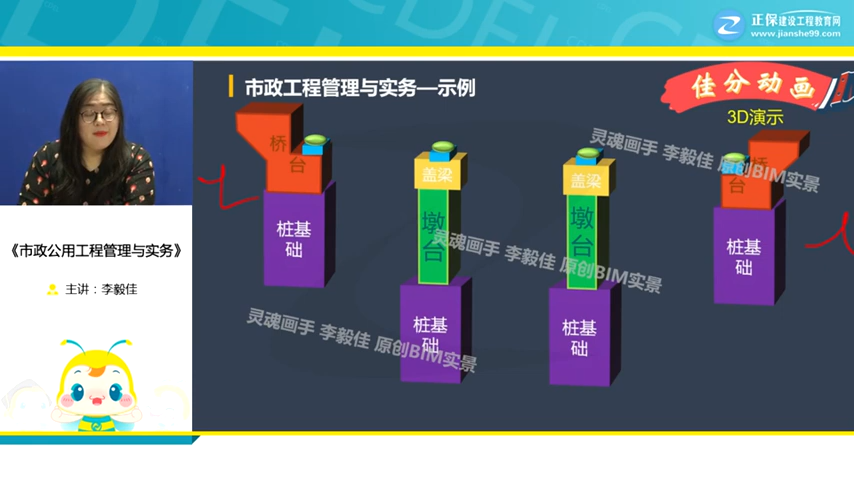 正保建设工程教育网
www.jianshe99.com
市政工程管理与实务—示例
佳分动画
3D演示
灵魂画手 李毅佳 原创BIM实景
桥台
桩基础
盖梁
墩台
桩基础
盖梁
墩台
桩基础
桥台
桩基础
灵魂画手 李毅佳 原创BIM实景
灵魂画手 李毅佳 原创BIM实景
《市政公用工程管理与实务》
主讲：李毅佳